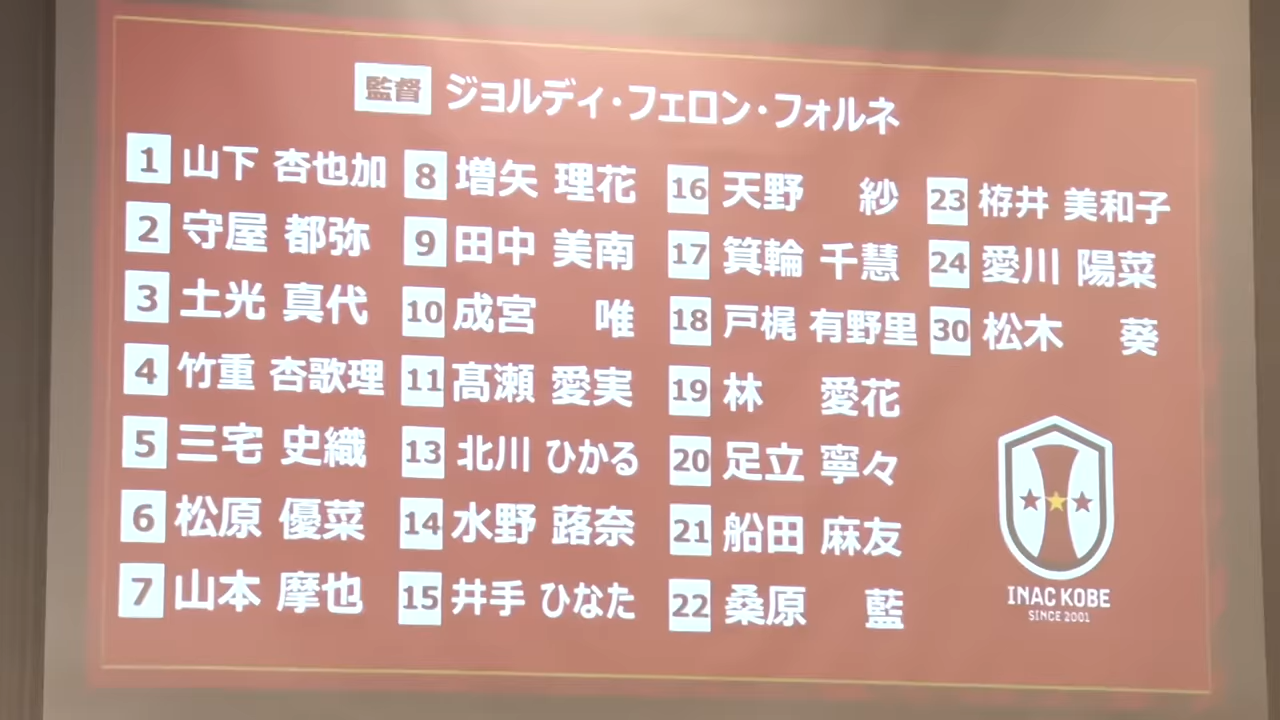 監督 ジョルディ・フェロン・フォルネ
1 山下 杏也加
2 守屋 都弥
3 土光 真代
4 竹重 杏歌理
5 三宅 史織
6 松原 優菜
7 山本 摩也
8 増矢 理花
9 田中 美南
10 成宮 唯
11 髙瀬 愛実
13 北川 ひかる
14 水野 蕗奈
15 井手 ひなた
16 天野 紗
17 箕輪 千慧
18 戸梶 有野里
19 林 愛花
20 足立 寧々
21 船田 麻友
22 桑原 藍
23 栫井 美和子
24 愛川 陽菜
30 松木 葵
INAC KOBE
SINCE 2001